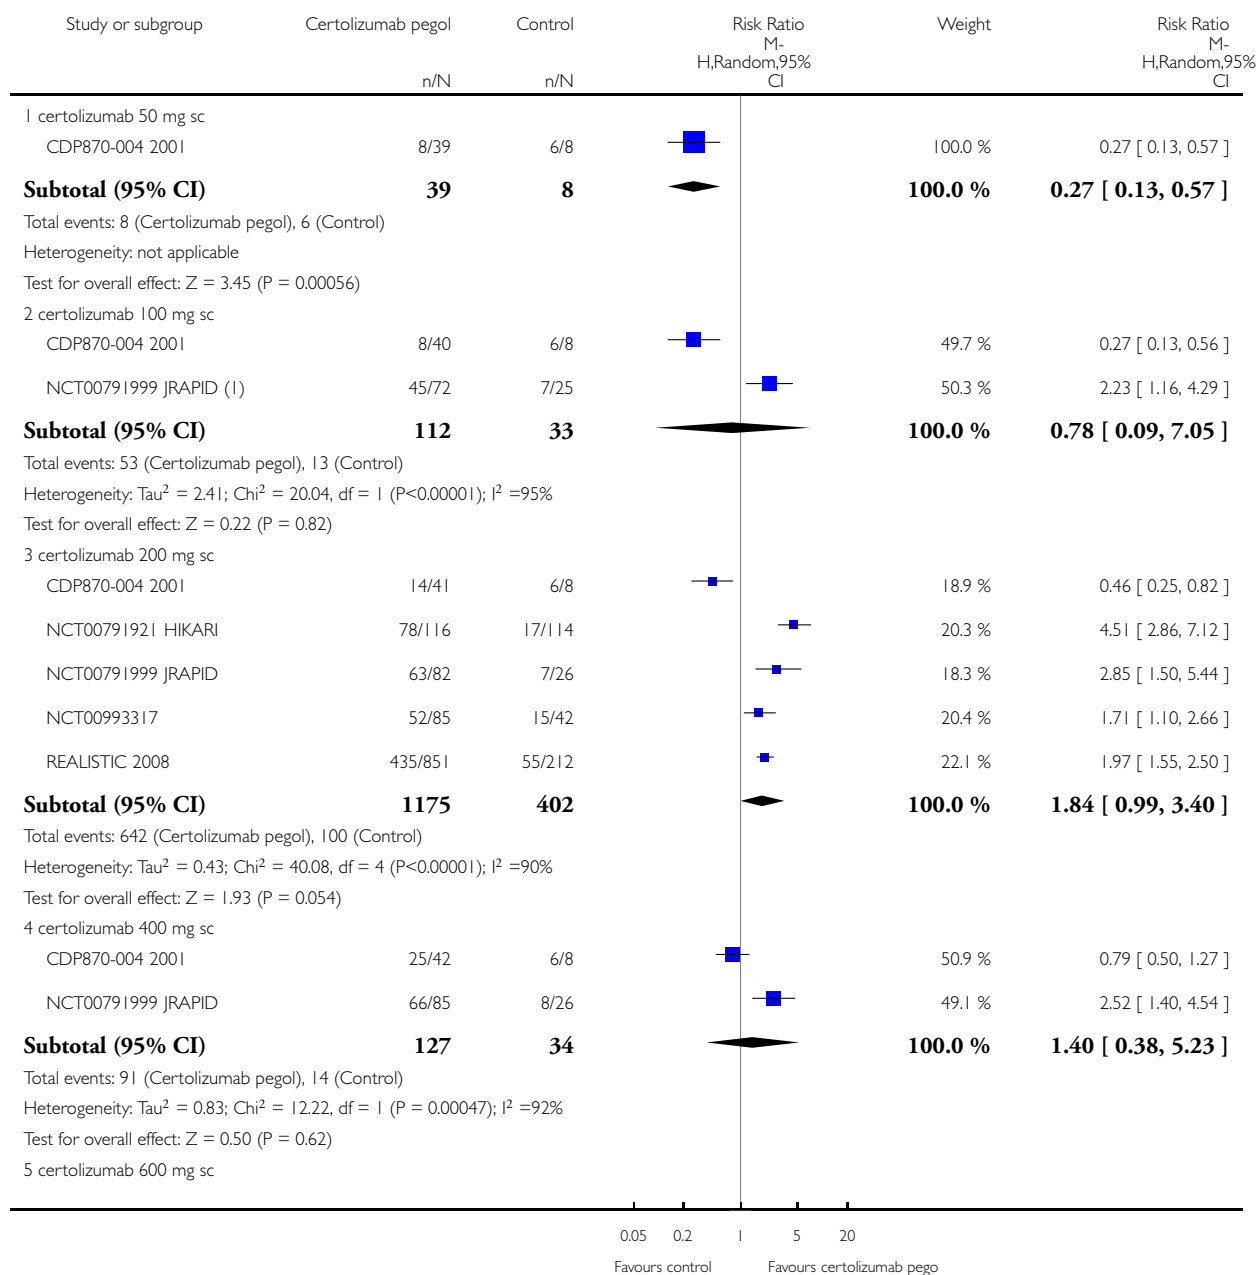 Study or subgroup Certolizumab pegol Control Risk Ratio Weight Risk Ratio
M- M-
H,Random,95% H,Random,95%
n/N n/N CI CI
1 certolizumab 50 mg sc
CDP870-004 2001 8/39 6/8 100.0 % 0.27 [ 0.13, 0.57 ]
Subtotal (95% CI) 39 8 100.0 % 0.27 [ 0.13, 0.57 ]
Total events: 8 (Certolizumab pegol), 6 (Control)
Heterogeneity: not applicable
Test for overall effect: Z = 3.45 (P = 0.00056)
2 certolizumab 100 mg sc
CDP870-004 2001 8/40 6/8 49.7 % 0.27 [ 0.13, 0.56 ]
NCT00791999 JRAPID (1) 45/72 7/25 50.3 % 2.23 [ 1.16, 4.29 ]
Subtotal (95% CI) 112 33 100.0 % 0.78 [ 0.09, 7.05 ]
Total events: 53 (Certolizumab pegol), 13 (Control)
Heterogeneity: Tau² = 2.41; Chi² = 20.04, df = 1 (P<0.00001); I² =95%
Test for overall effect: Z = 0.22 (P = 0.82)
3 certolizumab 200 mg sc
CDP870-004 2001 14/41 6/8 18.9 % 0.46 [ 0.25, 0.82 ]
NCT00791921 HIKARI 78/116 17/114 20.3 % 4.51 [ 2.86, 7.12 ]
NCT00791999 JRAPID 63/82 7/26 18.3 % 2.85 [ 1.50, 5.44 ]
NCT00993317 52/85 15/42 20.4 % 1.71 [ 1.10, 2.66 ]
REALISTIC 2008 435/851 55/212 22.1 % 1.97 [ 1.55, 2.50 ]
Subtotal (95% CI) 1175 402 100.0 % 1.84 [ 0.99, 3.40 ]
Total events: 642 (Certolizumab pegol), 100 (Control)
Heterogeneity: Tau² = 0.43; Chi² = 40.08, df = 4 (P<0.00001); I² =90%
Test for overall effect: Z = 1.93 (P = 0.054)
4 certolizumab 400 mg sc
CDP870-004 2001 25/42 6/8 50.9 % 0.79 [ 0.50, 1.27 ]
NCT00791999 JRAPID 66/85 8/26 49.1 % 2.52 [ 1.40, 4.54 ]
Subtotal (95% CI) 127 34 100.0 % 1.40 [ 0.38, 5.23 ]
Total events: 91 (Certolizumab pegol), 14 (Control)
Heterogeneity: Tau² = 0.83; Chi² = 12.22, df = 1 (P = 0.00047); I² =92%
Test for overall effect: Z = 0.50 (P = 0.62)
5 certolizumab 600 mg sc
0.05 0.2 1 5 20
Favours control Favours certolizumab pego